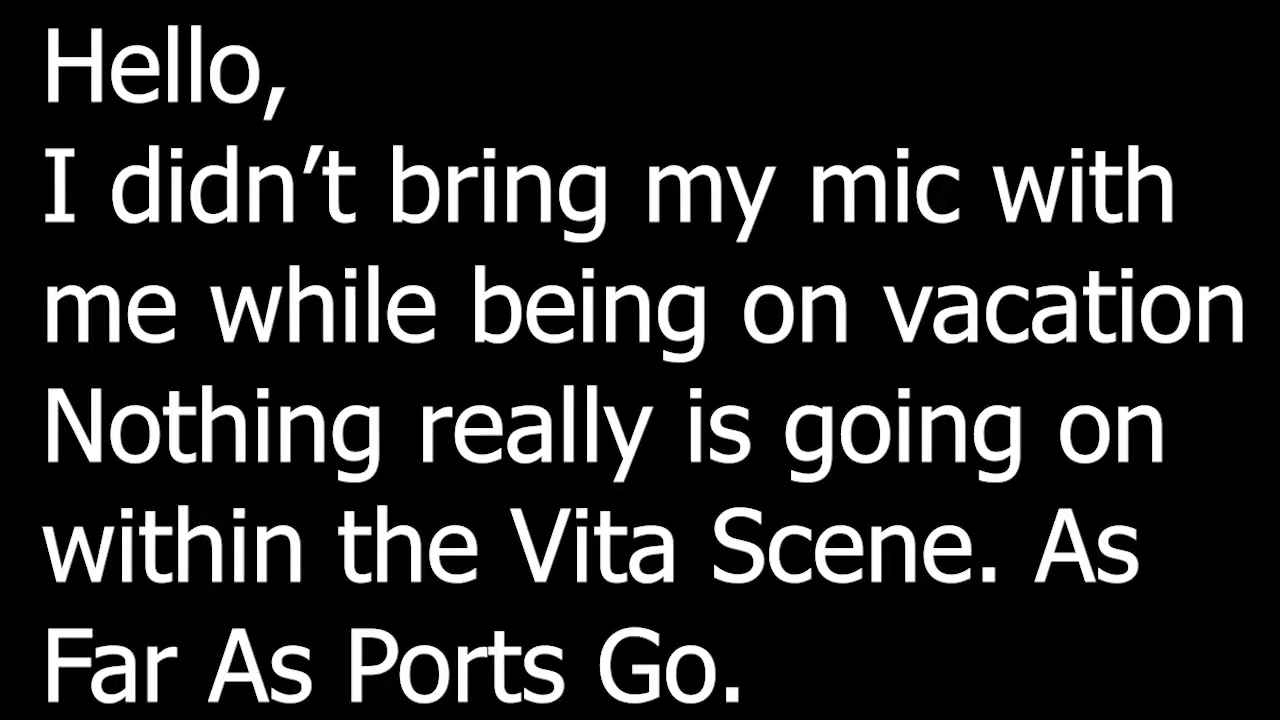 Hello,
I didn’t bring my mic with
me while being on vacation
Nothing really is going on
within the Vita Scene. As
Far As Ports Go.